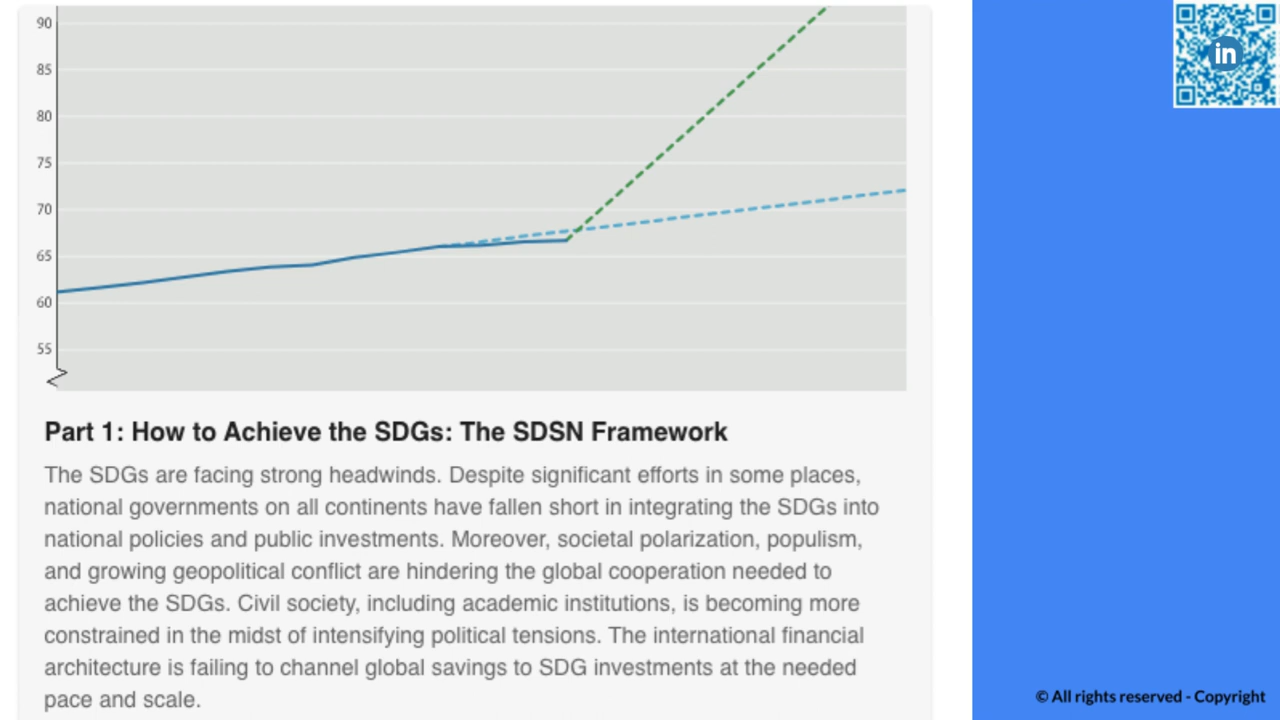 90
85
80
75
70
65
60
55
in
Part 1: How to Achieve the SDGs: The SDSN Framework
The SDGs are facing strong headwinds. Despite significant efforts in some places,
national governments on all continents have fallen short in integrating the SDGs into
national policies and public investments. Moreover, societal polarization, populism,
and growing geopolitical conflict are hindering the global cooperation needed to
achieve the SDGs. Civil society, including academic institutions, is becoming more
constrained in the midst of intensifying political tensions. The international financial
architecture is failing to channel global savings to SDG investments at the needed
pace and scale.
© All rights reserved - Copyright